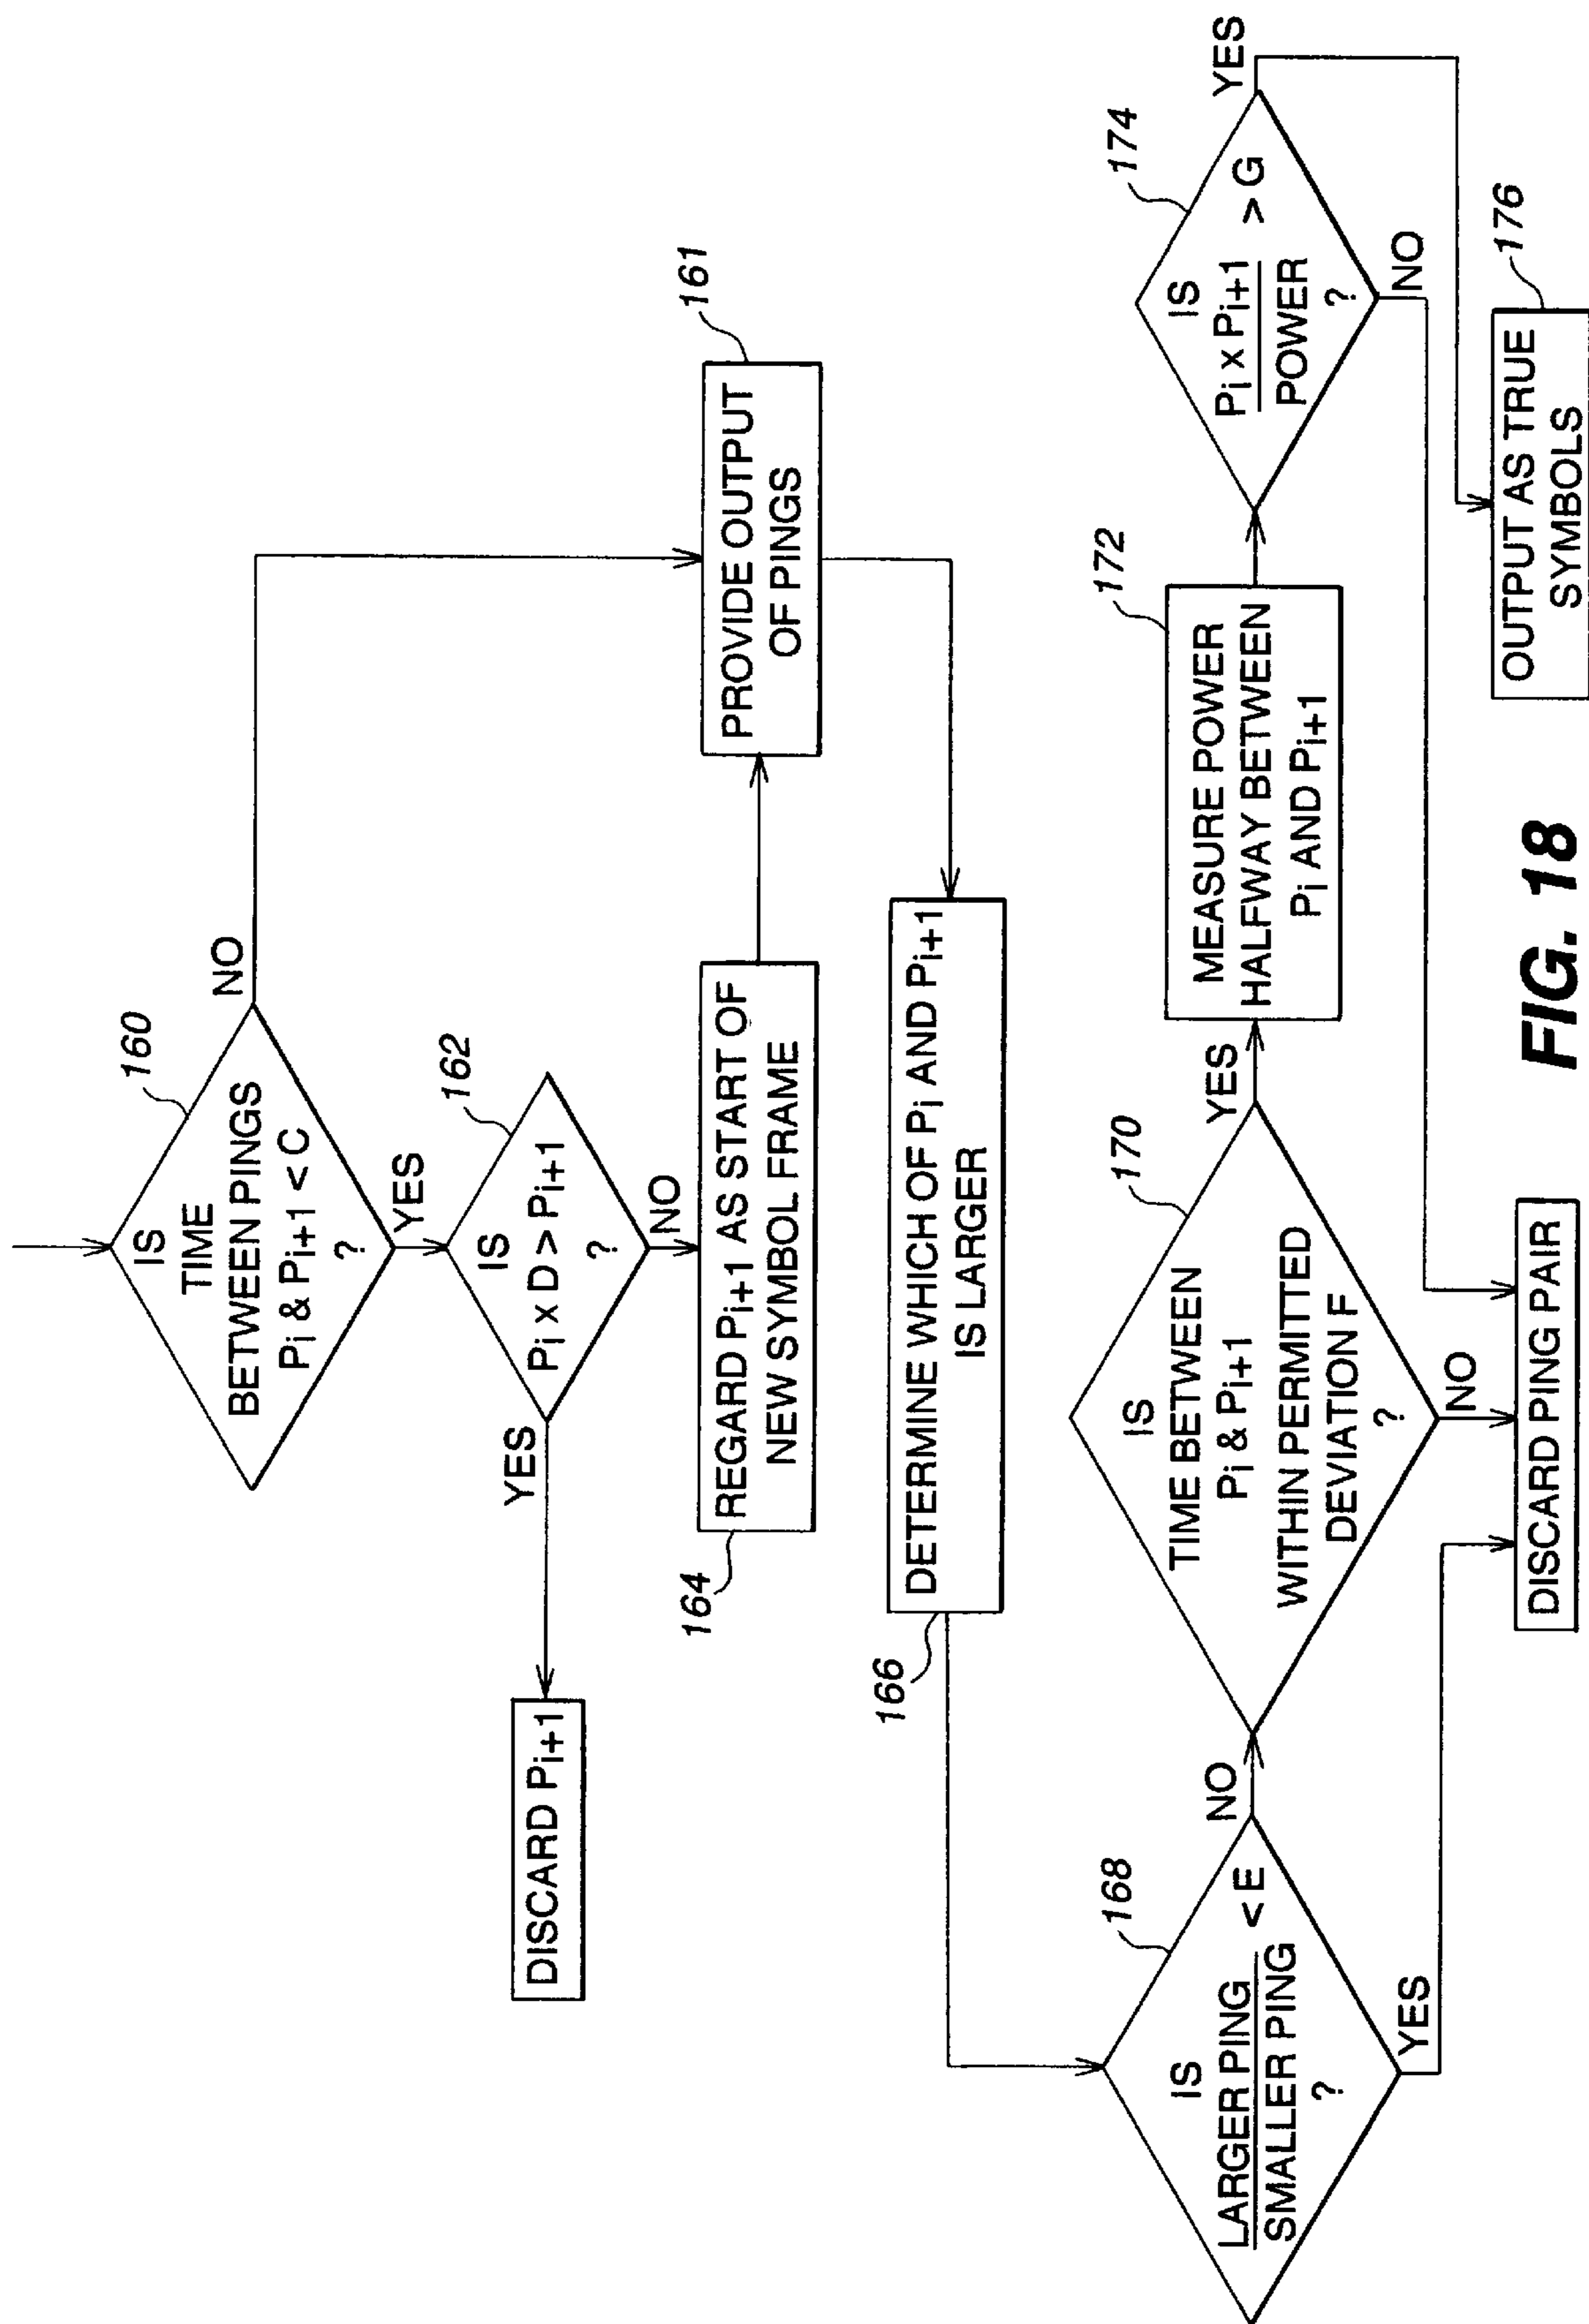 160
IS
TIME
BETWEEN PINGS
Pi & Pi+1 < C
?
NO
YES
162
IS
Pi x D > Pi+1
?
YES
NO
DISCARD Pi+1
164
REGARD Pi+1 AS START OF
NEW SYMBOL FRAME
161
PROVIDE OUTPUT
OF PINGS
166
DETERMINE WHICH OF Pi AND Pi+1
IS LARGER
168
IS
LARGER PING
SMALLER PING
< E
?
NO
YES
170
IS
TIME BETWEEN
Pi & Pi+1
WITHIN PERMITTED
DEVIATION F
?
YES
NO
172
MEASURE POWER
HALFWAY BETWEEN
Pi AND Pi+1
174
IS
Pi x Pi+1
POWER
> G
?
YES
NO
DISCARD PING PAIR
176
OUTPUT AS TRUE
SYMBOLS
FIG. 18